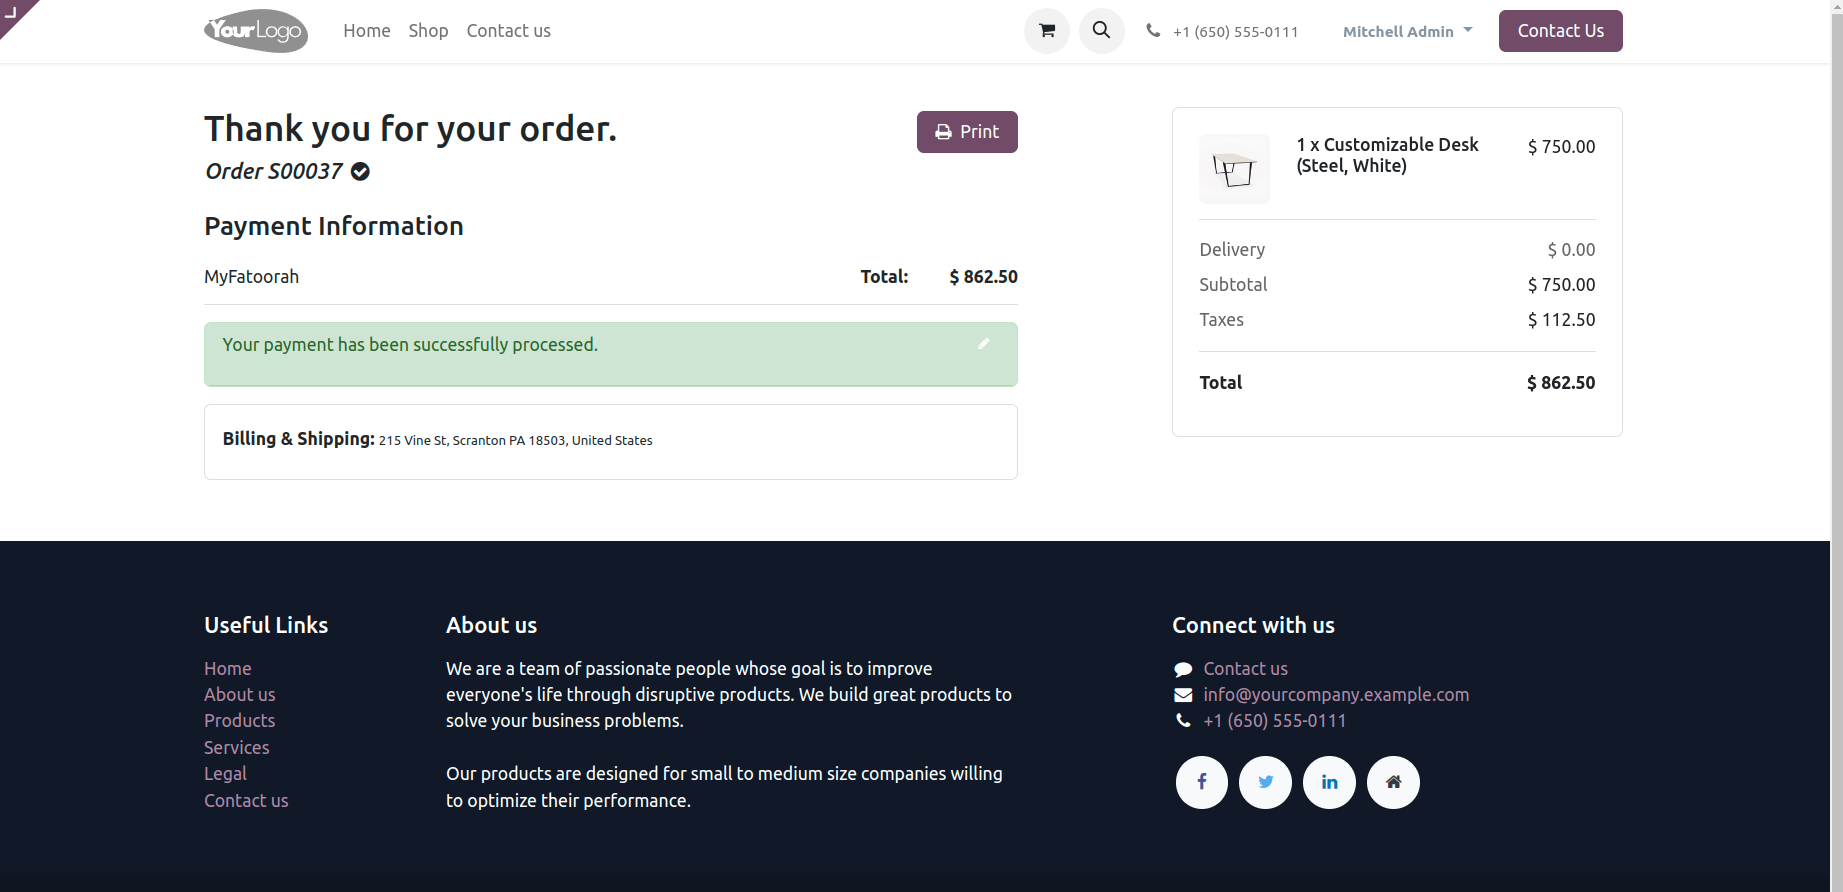 YourLogo
Home Shop Contact us
+1 (650) 555-0111
Mitchell Admin
Contact Us
Thank you for your order.
Print
Order S00037
Payment Information
MyFatoorah Total: $ 862.50
Your payment has been successfully processed.
Billing & Shipping: 215 Vine St, Scranton PA 18503, United States
1 x Customizable Desk $ 750.00
(Steel, White)
Delivery $ 0.00
Subtotal $ 750.00
Taxes $ 112.50
Total $ 862.50
Useful Links
Home
About us
Products
Services
Legal
Contact us
About us
We are a team of passionate people whose goal is to improve
everyone's life through disruptive products. We build great products to
solve your business problems.
Our products are designed for small to medium size companies willing
to optimize their performance.
Connect with us
Contact us
info@yourcompany.example.com
+1 (650) 555-0111